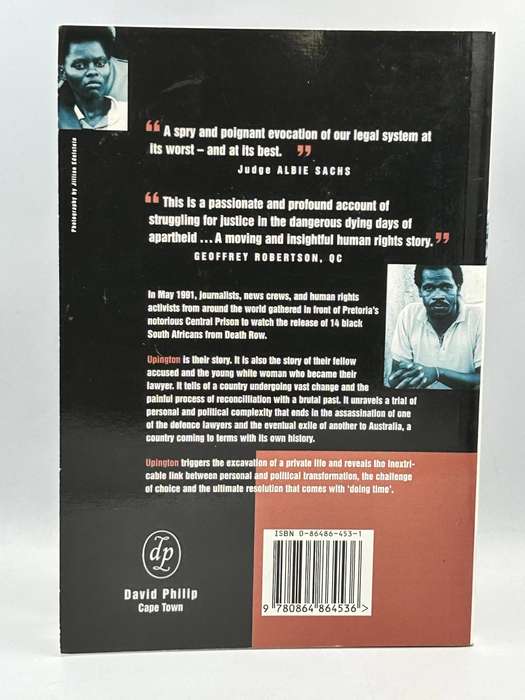 Photography by Jillian Edelstein
“ A spry and poignant evocation of our legal system at
its worst – and at its best. ”
Judge ALBIE SACHS
“ This is a passionate and profound account of
struggling for justice in the dangerous dying days of
apartheid ... A moving and insightful human rights story. ”
GEOFFREY ROBERTSON, QC
In May 1991, journalists, news crews, and human rights
activists from around the world gathered in front of Pretoria's
notorious Central Prison to watch the release of 14 black
South Africans from Death Row.
Upington is their story. It is also the story of their fellow
accused and the young white woman who became their
lawyer. It tells of a country undergoing vast change and the
painful process of reconciliation with a brutal past. It unravels a trial of
personal and political complexity that ends in the assassination of one
of the defence lawyers and the eventual exile of another to Australia, a
country coming to terms with its own history.
Upington triggers the excavation of a private life and reveals the inextri-
cable link between personal and political transformation, the challenge
of choice and the ultimate resolution that comes with 'doing time'.
ISBN 0-86486-453-1
9 780864 864536 >
dp
David Philip
Cape Town